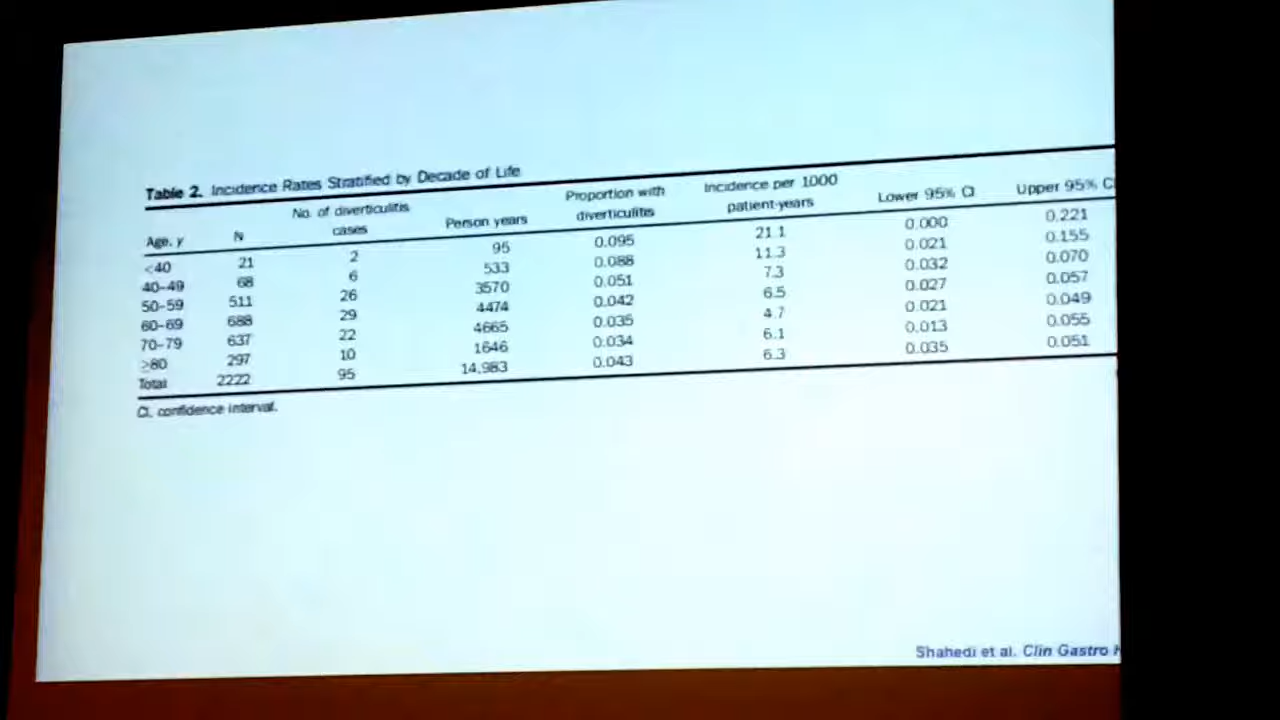 Table 2. Incidence Rates Stratified by Decade of Life
Age, y N No. of diverticulitis cases Person years Proportion with diverticulitis Incidence per 1000 patient-years Lower 95% CI Upper 95% CI
<40 21 2 95 0.095 21.1 0.000 0.221
40-49 68 6 533 0.088 11.3 0.021 0.155
50-59 511 26 3570 0.051 7.3 0.032 0.070
60-69 688 29 4474 0.042 6.5 0.027 0.057
70-79 637 22 4665 0.035 4.7 0.021 0.049
≥80 297 10 1646 0.034 6.1 0.013 0.055
Total 2222 95 14,983 0.043 6.3 0.035 0.051
CI, confidence interval.
Shahedi et al. Clin Gastro